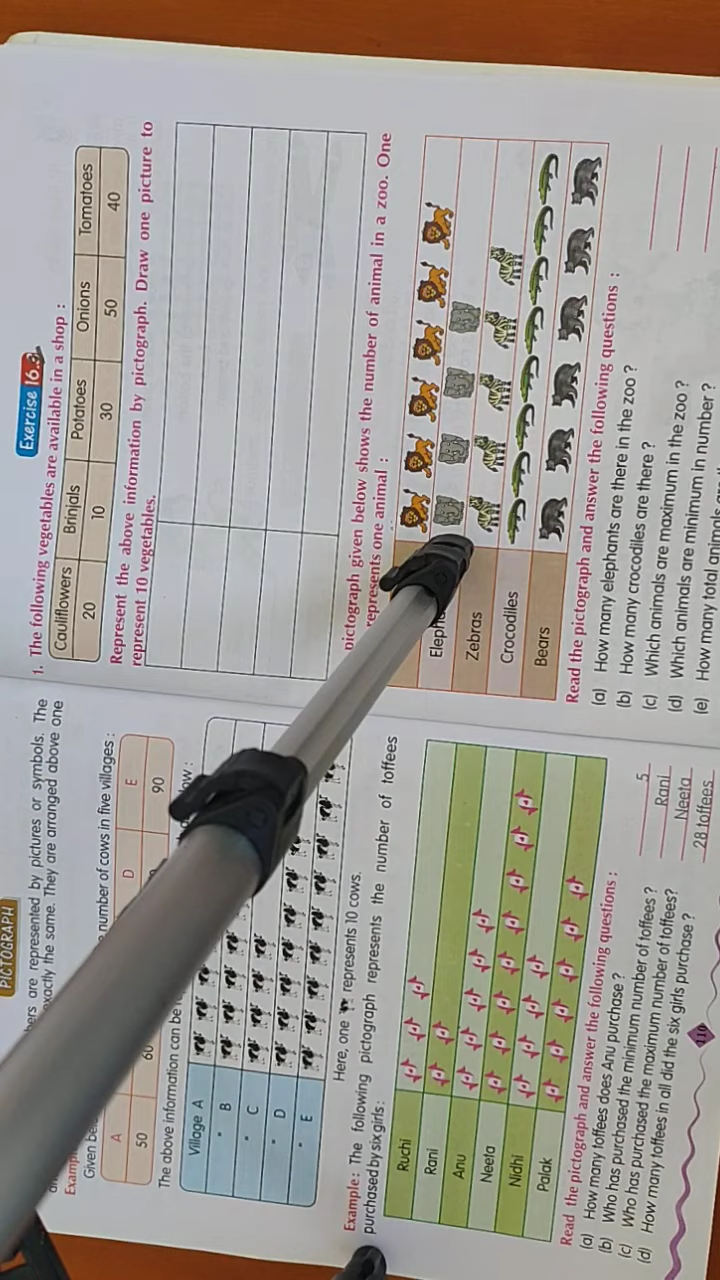 PICTOGRAPH
are represented by pictures or symbols. The
exactly the same. They are arranged above one
number of cows in five villages :
A D E
50 60 90
The above information can be
Village A
" B
" C
" D
" E
Here, one represents 10 cows.
Example : The following pictograph represents the number of toffees
purchased by six girls :
Ruchi
Rani
Anu
Neeta
Nidhi
Palak
Read the pictograph and answer the following questions :
(a) How many toffees does Anu purchase ? 5
(b) Who has purchased the minimum number of toffees ? Rani
(c) Who has purchased the maximum number of toffees? Neeta
(d) How many toffees in all did the six girls purchase ? 28 toffees
110
Exercise 16.3
1. The following vegetables are available in a shop :
Cauliflowers Brinjals Potatoes Onions Tomatoes
20 10 30 50 40
Represent the above information by pictograph. Draw one picture to
represent 10 vegetables.
pictograph given below shows the number of animal in a zoo. One
represents one animal :
Zebras
Crocodiles
Bears
Read the pictograph and answer the following questions :
(a) How many elephants are there in the zoo ?
(b) How many crocodiles are there ?
(c) Which animals are maximum in the zoo ?
(d) Which animals are minimum in number ?
(e) How many total animals